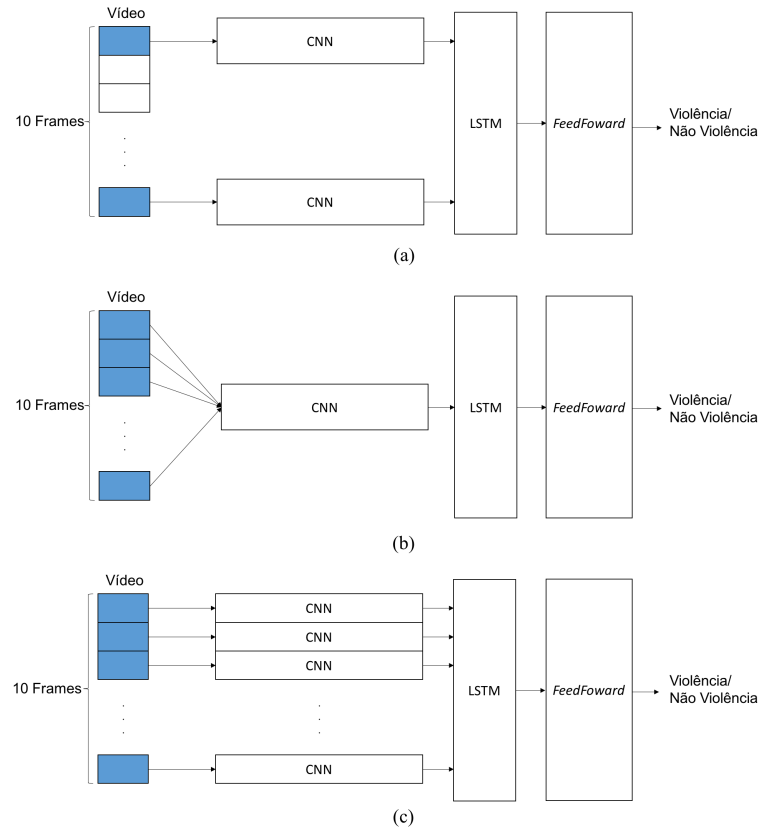 Vídeo
CNN
10 Frames
LSTM
FeedFoward
Violência/
Não Violência
CNN
(a)
Vídeo
10 Frames
CNN
LSTM
FeedFoward
Violência/
Não Violência
(b)
Vídeo
CNN
CNN
CNN
10 Frames
LSTM
FeedFoward
Violência/
Não Violência
CNN
(c)